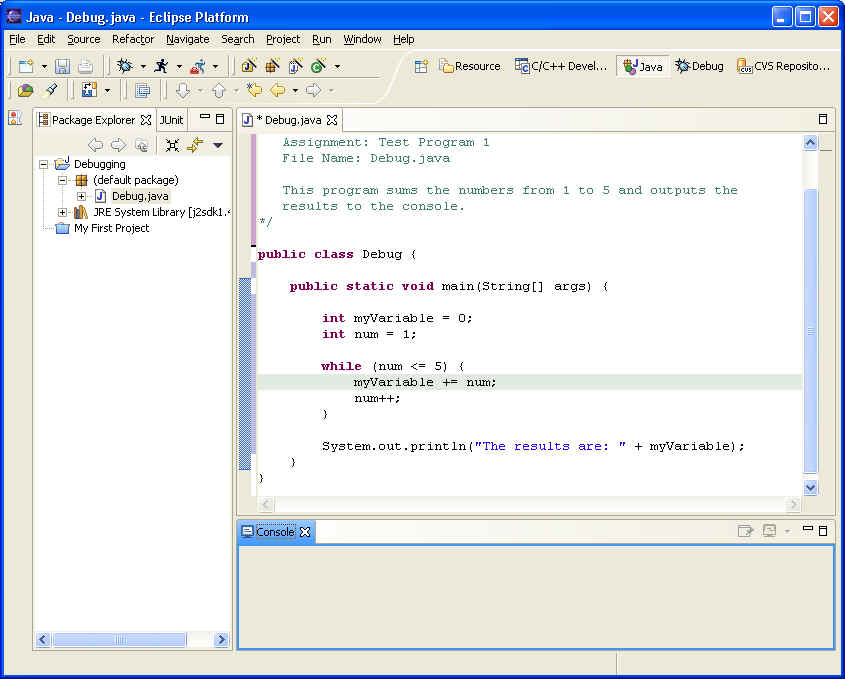 Java - Debug.java - Eclipse Platform
File Edit Source Refactor Navigate Search Project Run Window Help
Resource C/C++ Devel... Java Debug CVS Reposito...
Package Explorer JUnit
* Debug.java
Debugging
(default package)
Debug.java
JRE System Library [j2sdk1.4
My First Project
Assignment: Test Program 1
File Name: Debug.java
This program sums the numbers from 1 to 5 and outputs the
results to the console.
*/
public class Debug {
public static void main(String[] args) {
int myVariable = 0;
int num = 1;
while (num <= 5) {
myVariable += num;
num++;
}
System.out.println("The results are: " + myVariable);
}
}
Console